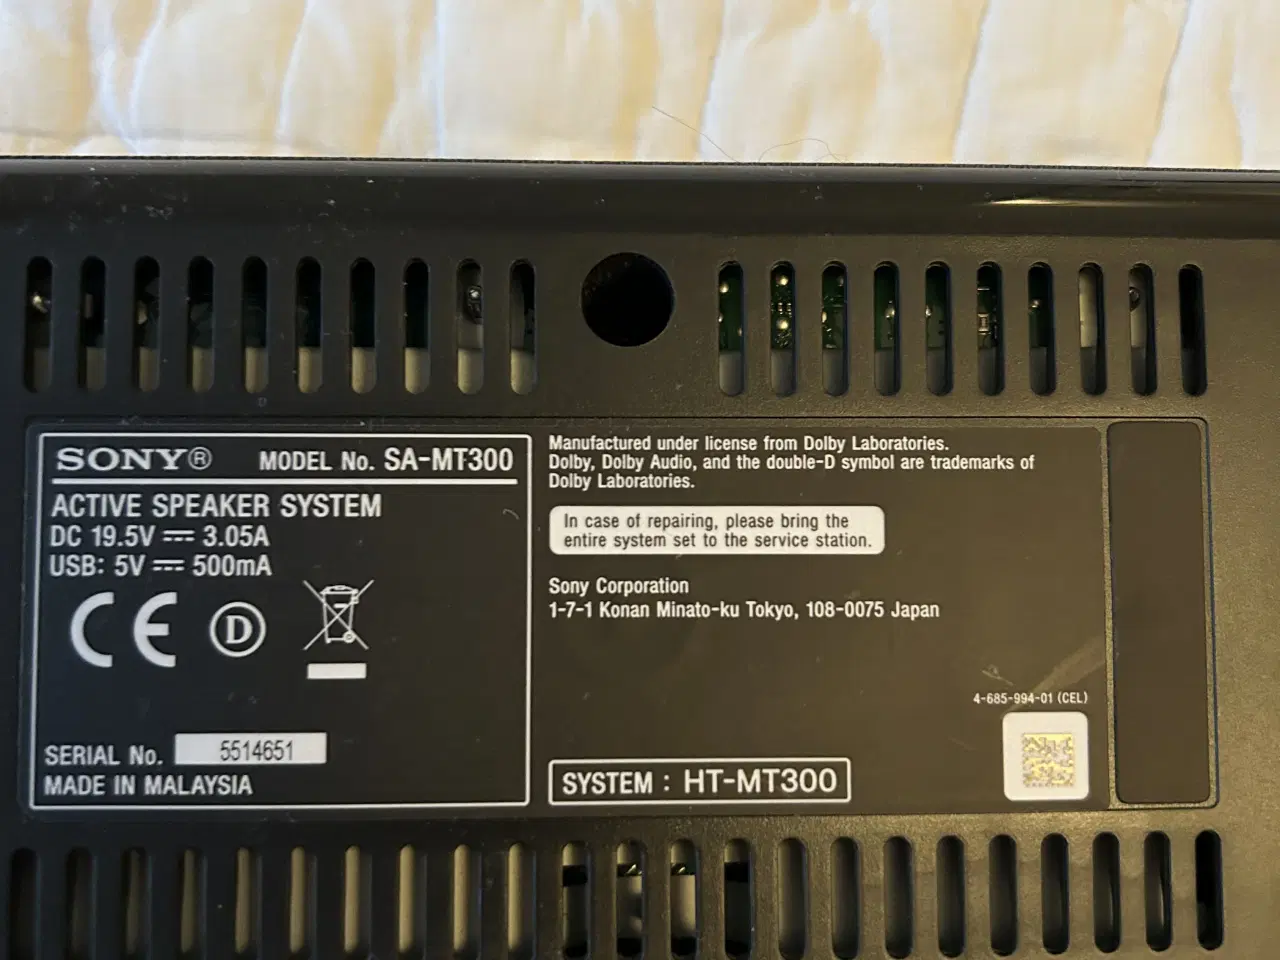 SONY® MODEL No. SA-MT300
ACTIVE SPEAKER SYSTEM
DC 19.5V ⎓ 3.05A
USB: 5V ⎓ 500mA
CE D
SERIAL No. 5514651
MADE IN MALAYSIA
Manufactured under license from Dolby Laboratories.
Dolby, Dolby Audio, and the double-D symbol are trademarks of
Dolby Laboratories.
In case of repairing, please bring the
entire system set to the service station.
Sony Corporation
1-7-1 Konan Minato-ku Tokyo, 108-0075 Japan
4-685-994-01 (CEL)
SYSTEM : HT-MT300